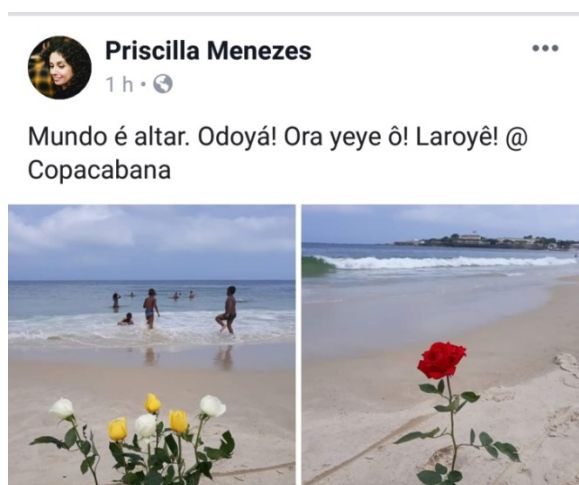 Priscilla Menezes
1 h
Mundo é altar. Odoyá! Ora yeye ô! Laroyê! @
Copacabana